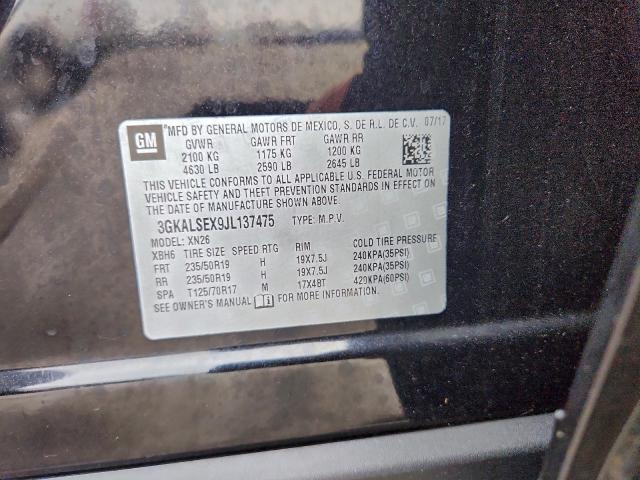 GM
MFD BY GENERAL MOTORS DE MEXICO, S. DE R.L. DE C.V. 07/17
GVWR GAWR FRT GAWR RR
2100 KG 1175 KG 1200 KG
4630 LB 2590 LB 2645 LB
THIS VEHICLE CONFORMS TO ALL APPLICABLE U.S. FEDERAL MOTOR
VEHICLE SAFETY AND THEFT PREVENTION STANDARDS IN EFFECT ON
THE DATE OF MANUFACTURE SHOWN ABOVE.
3GKALSEX9JL137475 TYPE: M.P.V.
MODEL: XN26
XBH6 TIRE SIZE SPEED RTG RIM COLD TIRE PRESSURE
FRT 235/50R19 H 19X7.5J 240KPA(35PSI)
RR 235/50R19 H 19X7.5J 240KPA(35PSI)
SPA T125/70R17 M 17X4BT 420KPA(60PSI)
SEE OWNER'S MANUAL FOR MORE INFORMATION.